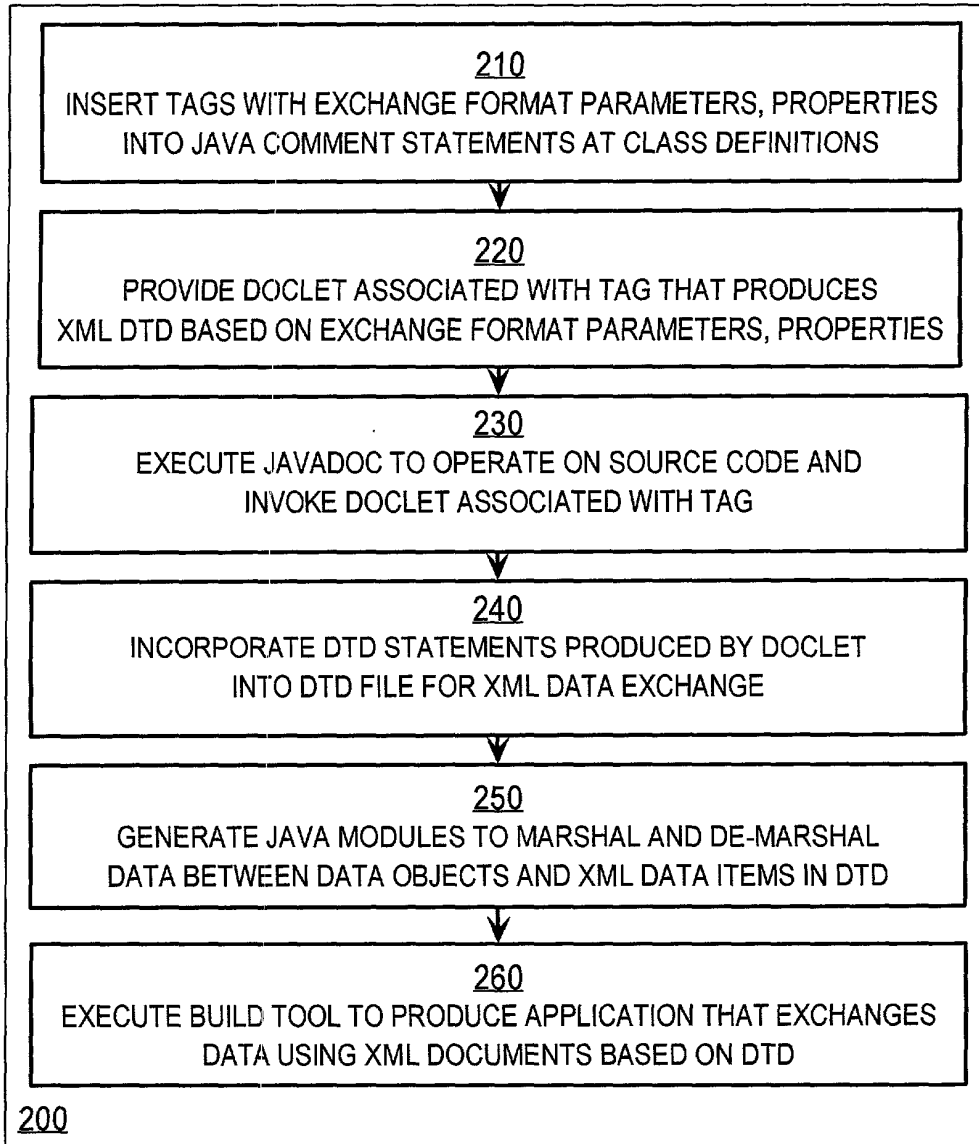 210
INSERT TAGS WITH EXCHANGE FORMAT PARAMETERS, PROPERTIES
INTO JAVA COMMENT STATEMENTS AT CLASS DEFINITIONS
220
PROVIDE DOCLET ASSOCIATED WITH TAG THAT PRODUCES
XML DTD BASED ON EXCHANGE FORMAT PARAMETERS, PROPERTIES
230
EXECUTE JAVADOC TO OPERATE ON SOURCE CODE AND
INVOKE DOCLET ASSOCIATED WITH TAG
240
INCORPORATE DTD STATEMENTS PRODUCED BY DOCLET
INTO DTD FILE FOR XML DATA EXCHANGE
250
GENERATE JAVA MODULES TO MARSHAL AND DE-MARSHAL
DATA BETWEEN DATA OBJECTS AND XML DATA ITEMS IN DTD
260
EXECUTE BUILD TOOL TO PRODUCE APPLICATION THAT EXCHANGES
DATA USING XML DOCUMENTS BASED ON DTD
200